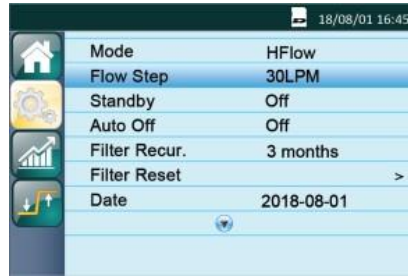 18/08/01 16:45
Mode HFlow
Flow Step 30LPM
Standby Off
Auto Off Off
Filter Recur. 3 months
Filter Reset >
Date 2018-08-01